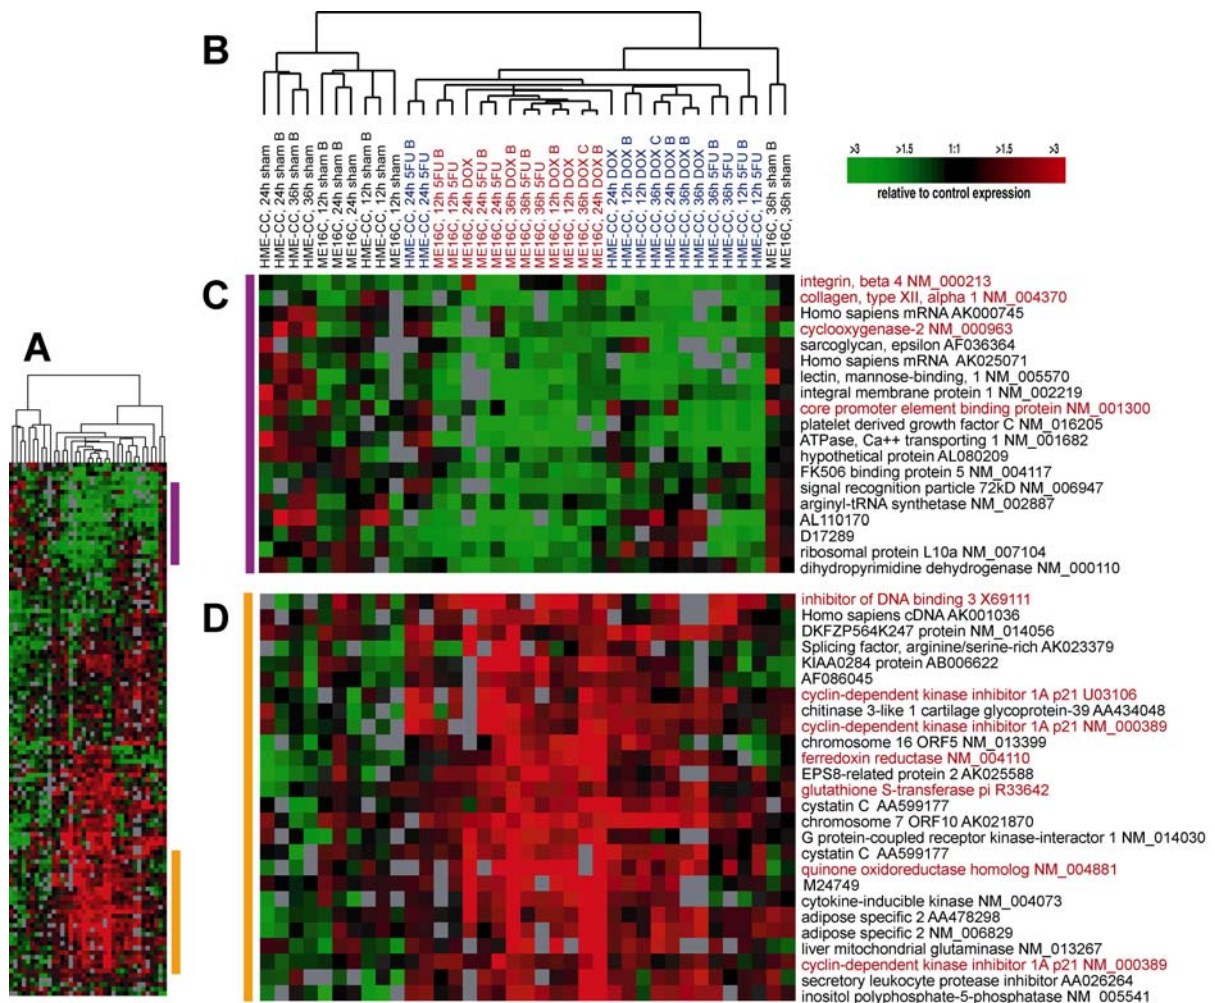 B
HME-CC, 24h sham
HME-CC, 24h sham B
HME-CC, 36h sham B
HME-CC, 36h sham
ME16C, 12h sham B
ME16C, 24h sham B
ME16C, 24h sham
HME-CC, 12h sham B
HME-CC, 12h sham
ME16C, 12h sham
HME-CC, 24h 5FU B
HME-CC, 24h 5FU
ME16C, 12h 5FU B
ME16C, 12h 5FU
ME16C, 24h DOX
ME16C, 24h 5FU B
ME16C, 24h 5FU
ME16C, 36h DOX B
ME16C, 36h 5FU B
ME16C, 36h 5FU
ME16C, 12h DOX B
ME16C, 12h DOX
ME16C, 36h DOX C
ME16C, 24h DOX B
HME-CC, 24h DOX
HME-CC, 12h DOX B
HME-CC, 12h DOX
HME-CC, 36h DOX C
HME-CC, 24h DOX B
HME-CC, 36h DOX B
HME-CC, 36h DOX
HME-CC, 36h 5FU B
HME-CC, 36h 5FU
HME-CC, 12h 5FU B
HME-CC, 12h 5FU
ME16C, 36h sham B
ME16C, 36h sham
>3 >1.5 1:1 >1.5 >3
relative to control expression
C
integrin, beta 4 NM_000213
collagen, type XII, alpha 1 NM_004370
Homo sapiens mRNA AK000745
cyclooxygenase-2 NM_000963
sarcoglycan, epsilon AF036364
Homo sapiens mRNA AK025071
lectin, mannose-binding, 1 NM_005570
integral membrane protein 1 NM_002219
core promoter element binding protein NM_001300
platelet derived growth factor C NM_016205
ATPase, Ca++ transporting 1 NM_001682
hypothetical protein AL080209
FK506 binding protein 5 NM_004117
signal recognition particle 72kD NM_006947
arginyl-tRNA synthetase NM_002887
AL110170
D17289
ribosomal protein L10a NM_007104
dihydropyrimidine dehydrogenase NM_000110
A
D
inhibitor of DNA binding 3 X69111
Homo sapiens cDNA AK001036
DKFZP564K247 protein NM_014056
Splicing factor, arginine/serine-rich AK023379
KIAA0284 protein AB006622
AF086045
cyclin-dependent kinase inhibitor 1A p21 U03106
chitinase 3-like 1 cartilage glycoprotein-39 AA434048
cyclin-dependent kinase inhibitor 1A p21 NM_000389
chromosome 16 ORF5 NM_013399
ferredoxin reductase NM_004110
EPS8-related protein 2 AK025588
glutathione S-transferase pi R33642
cystatin C AA599177
chromosome 7 ORF10 AK021870
G protein-coupled receptor kinase-interactor 1 NM_014030
cystatin C AA599177
quinone oxidoreductase homolog NM_004881
M24749
cytokine-inducible kinase NM_004073
adipose specific 2 AA478298
adipose specific 2 NM_006829
liver mitochondrial glutaminase NM_013267
cyclin-dependent kinase inhibitor 1A p21 NM_000389
secretory leukocyte protease inhibitor AA026264
inositol polyphosphate-5-phosphatase NM_005541